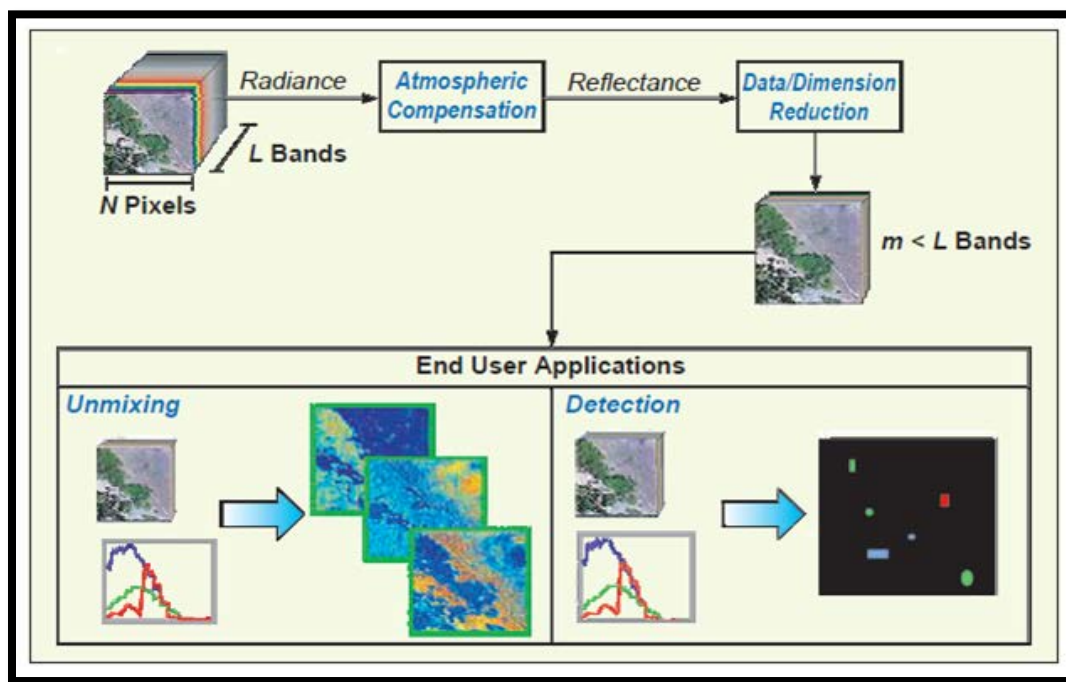 Radiance
Atmospheric
Compensation
Reflectance
Data/Dimension
Reduction
L Bands
N Pixels
m < L Bands
End User Applications
Unmixing
Detection